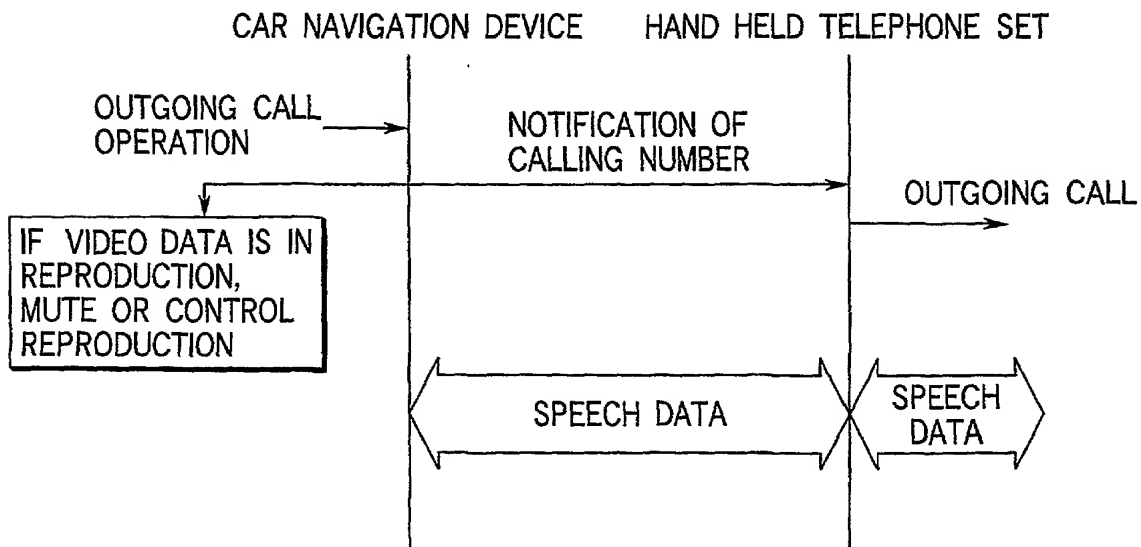 CAR NAVIGATION DEVICE
HAND HELD TELEPHONE SET
OUTGOING CALL
OPERATION
NOTIFICATION OF
CALLING NUMBER
OUTGOING CALL
IF VIDEO DATA IS IN
REPRODUCTION,
MUTE OR CONTROL
REPRODUCTION
SPEECH DATA
SPEECH
DATA